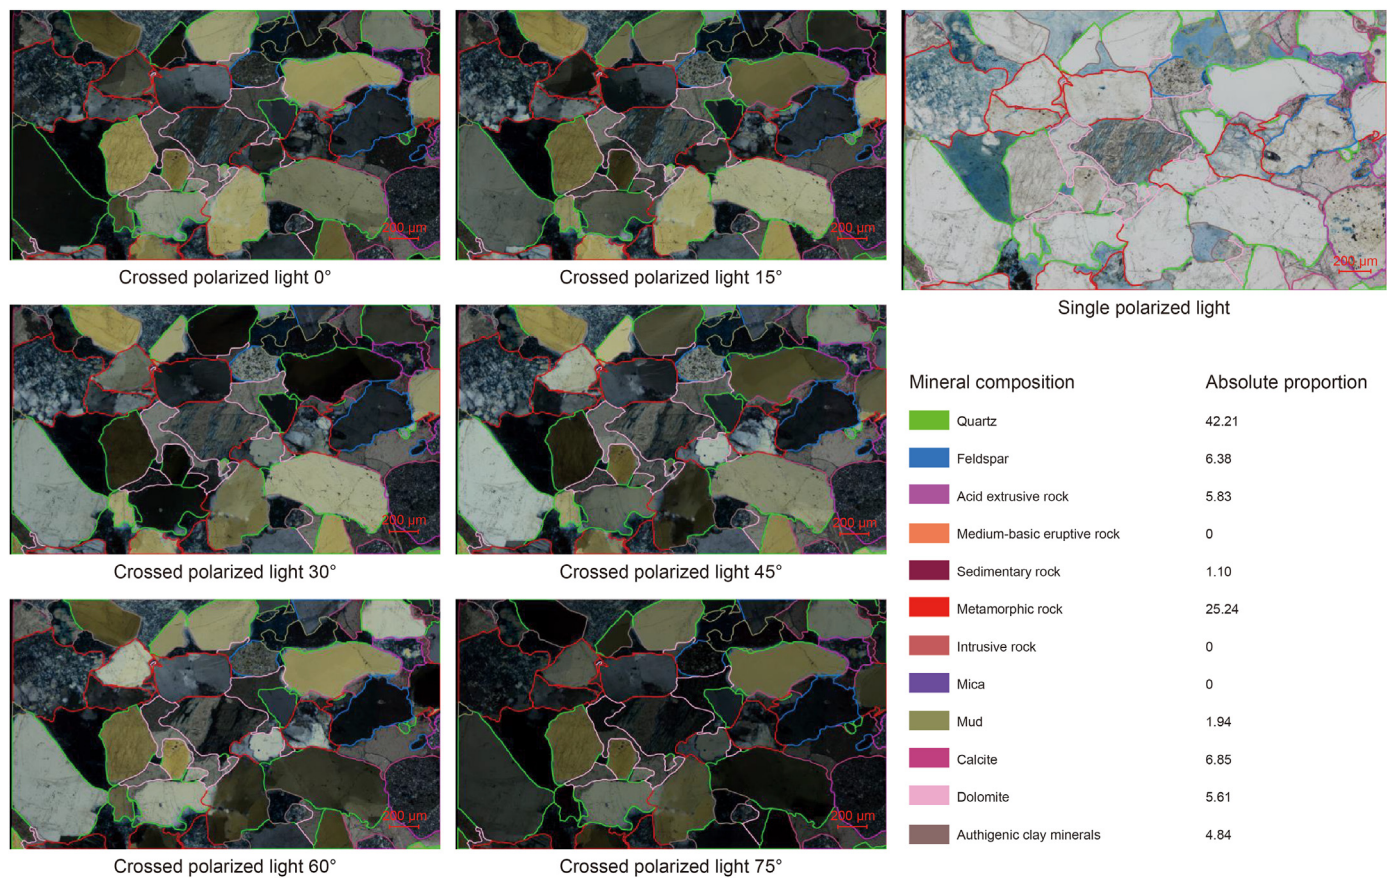 200 μm
200 μm
200 μm
Crossed polarized light 0°
Crossed polarized light 15°
Single polarized light
200 μm
200 μm
Crossed polarized light 30°
Crossed polarized light 45°
200 μm
200 μm
Crossed polarized light 60°
Crossed polarized light 75°
Mineral composition Absolute proportion
Quartz 42.21
Feldspar 6.38
Acid extrusive rock 5.83
Medium-basic eruptive rock 0
Sedimentary rock 1.10
Metamorphic rock 25.24
Intrusive rock 0
Mica 0
Mud 1.94
Calcite 6.85
Dolomite 5.61
Authigenic clay minerals 4.84